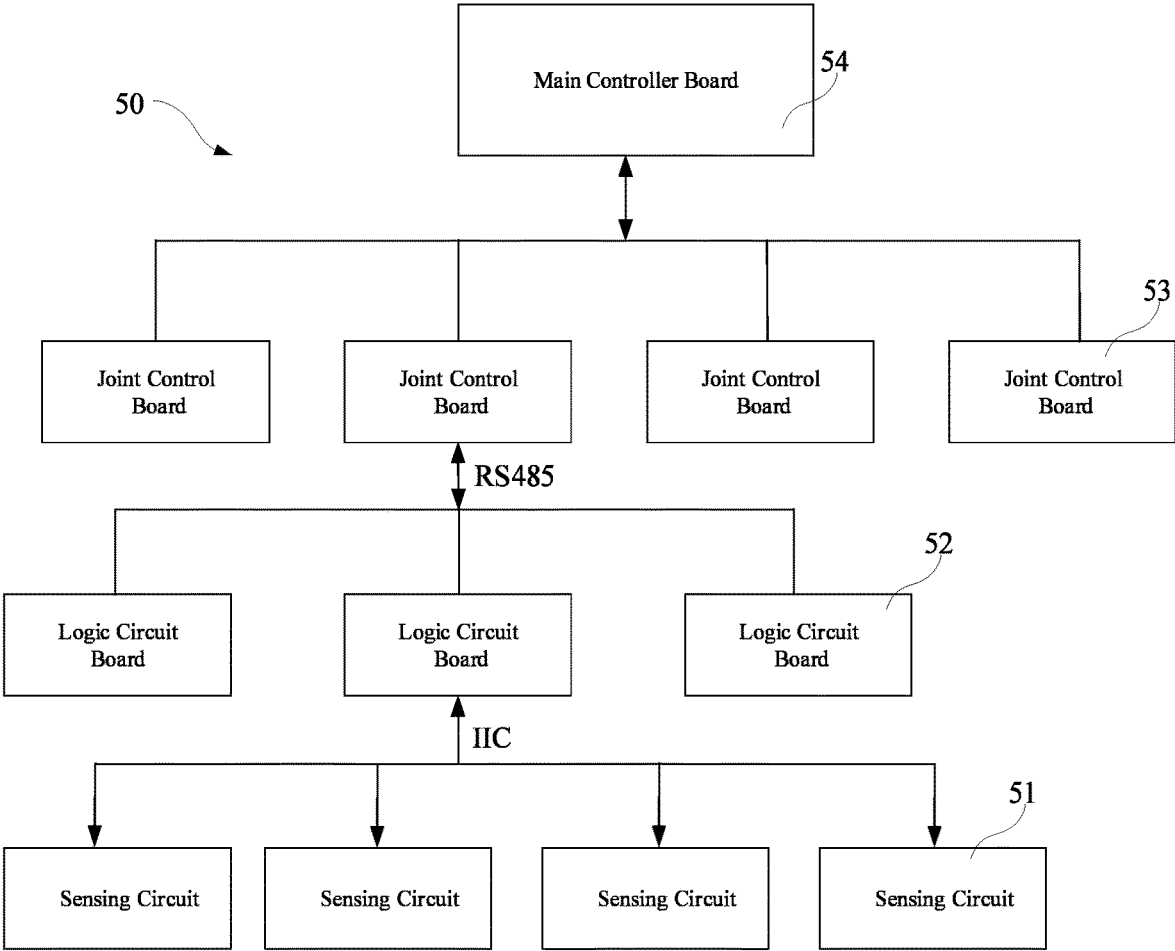 54
Main Controller Board
50
53
Joint Control
Board
Joint Control
Board
Joint Control
Board
Joint Control
Board
RS485
52
Logic Circuit
Board
Logic Circuit
Board
Logic Circuit
Board
IIC
51
Sensing Circuit
Sensing Circuit
Sensing Circuit
Sensing Circuit